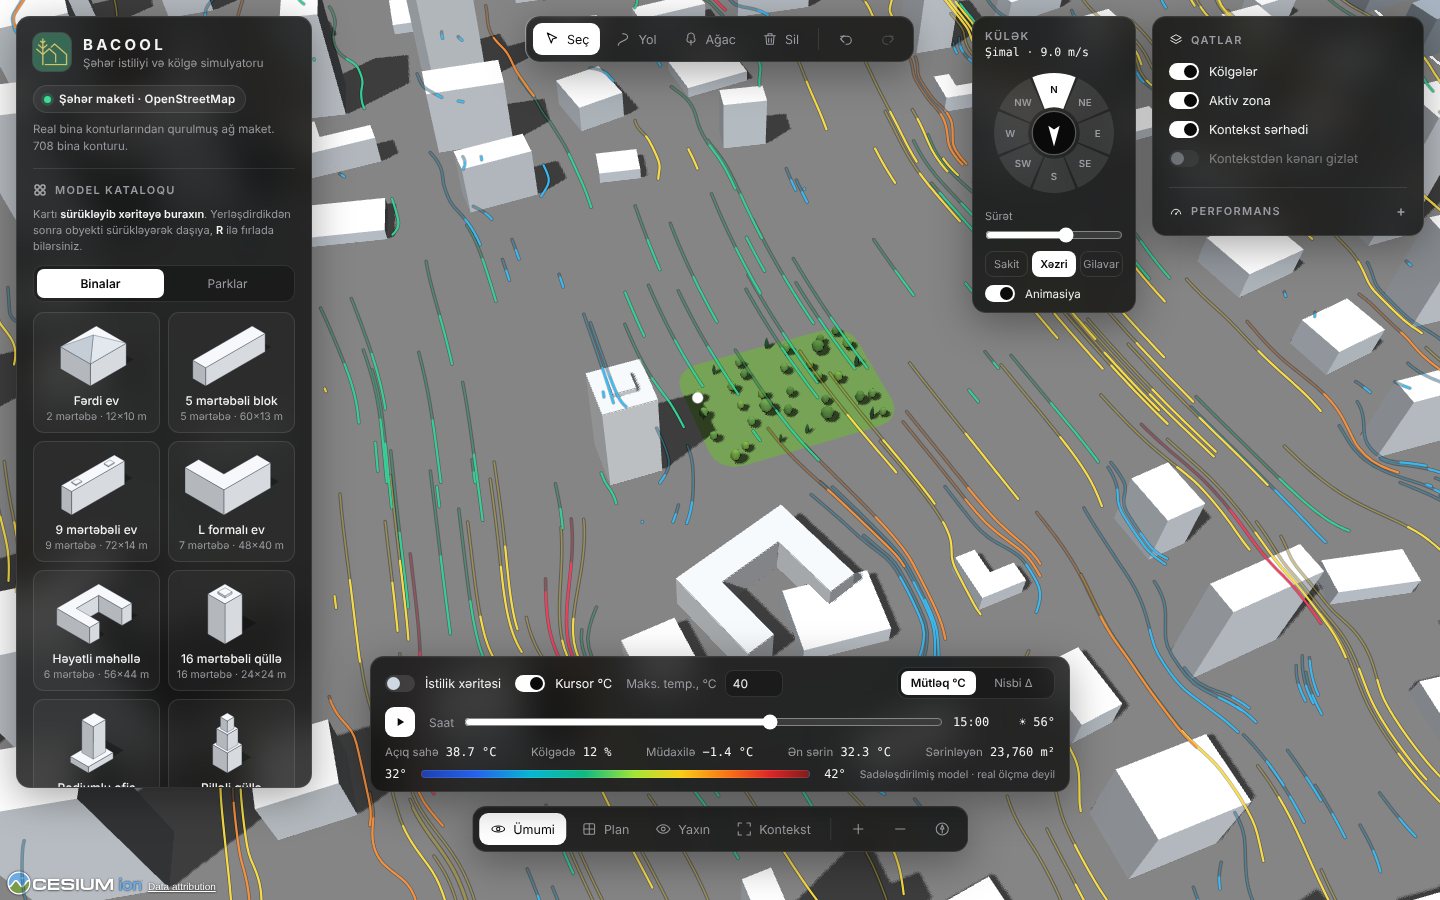 BACOOL
Şəhər istiliyi və kölgə simulyatoru
Şəhər maketi · OpenStreetMap
Real bina konturlarından qurulmuş ağ maket.
708 bina konturu.
MODEL KATALOQU
Kartı sürükləyib xəritəyə buraxın. Yerləşdirdikdən
sonra obyekti sürükləyərək daşıya, R ilə fırlada
bilərsiniz.
Binalar
Parklar
Fərdi ev
2 mərtəbə · 12×10 m
5 mərtəbəli blok
5 mərtəbə · 60×13 m
9 mərtəbəli ev
9 mərtəbə · 72×14 m
L formalı ev
7 mərtəbə · 48×40 m
Həyətli məhəllə
6 mərtəbə · 56×44 m
16 mərtəbəli qüllə
16 mərtəbə · 24×24 m
Seç
Yol
Ağac
Sil
KÜLƏK
Şimal · 9.0 m/s
N
NE
E
SE
S
SW
W
NW
Sürət
Sakit
Xəzri
Gilavar
Animasiya
QATLAR
Kölgələr
Aktiv zona
Kontekst sərhədi
Kontekstdən kənarı gizlət
PERFORMANS +
İstilik xəritəsi
Kursor °C
Maks. temp., °C 40
Mütləq °C
Nisbi Δ
Saat
15:00
☀ 56°
Açıq sahə 38.7 °C
Kölgədə 12 %
Müdaxilə −1.4 °C
Ən sərin 32.3 °C
Sərinləyən 23,760 m²
32°
42°
Sadələşdirilmiş model · real ölçmə deyil
Ümumi
Plan
Yaxın
Kontekst
CESIUM ion
Data attribution